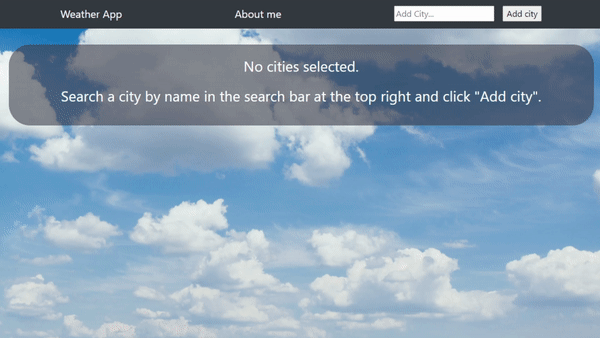 Weather App
About me
Add City...
Add city
No cities selected.
Search a city by name in the search bar at the top right and click "Add city".